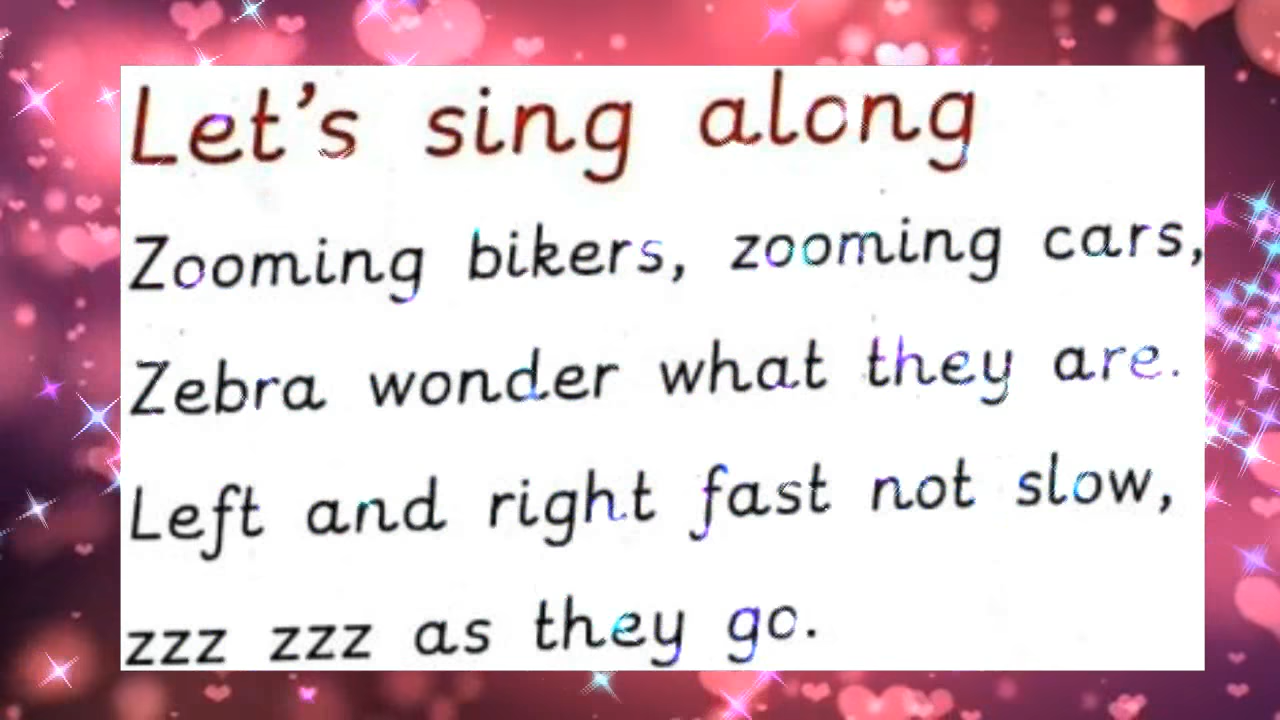 Let's sing along
Zooming bikers, zooming cars,
Zebra wonder what they are.
Left and right fast not slow,
zzz zzz as they go.